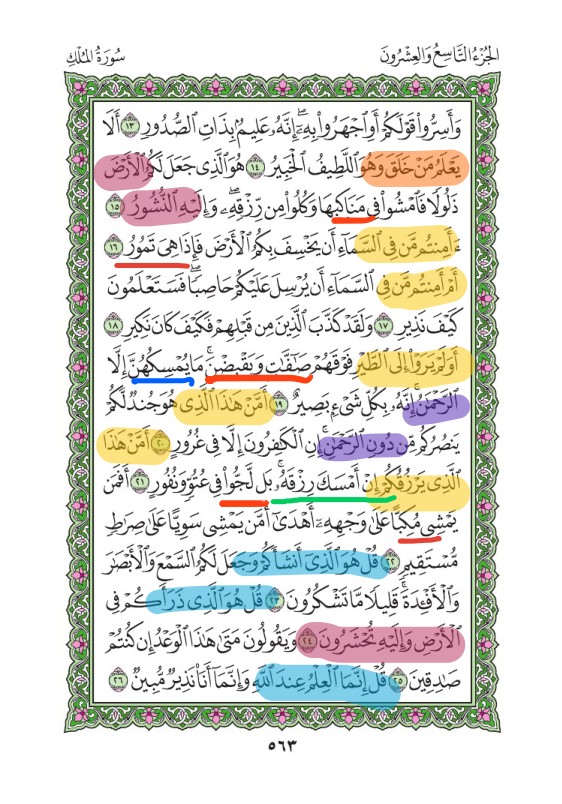 الجُزْءُ التَّاسِعُ وَالعِشْرُونَ
سُورَةُ المُلْكِ
وَأَسِرُّوا۟ قَوْلَكُمْ أَوِ ٱجْهَرُوا۟ بِهِۦٓ ۖ إِنَّهُۥ عَلِيمٌۢ بِذَاتِ ٱلصُّدُورِ ١٣ أَلَا
يَعْلَمُ مَنْ خَلَقَ وَهُوَ ٱللَّطِيفُ ٱلْخَبِيرُ ١٤ هُوَ ٱلَّذِى جَعَلَ لَكُمُ ٱلْأَرْضَ
ذَلُولًا فَٱمْشُوا۟ فِى مَنَاكِبِهَا وَكُلُوا۟ مِن رِّزْقِهِۦ ۖ وَإِلَيْهِ ٱلنُّشُورُ ١٥
ءَأَمِنتُم مَّن فِى ٱلسَّمَآءِ أَن يَخْسِفَ بِكُمُ ٱلْأَرْضَ فَإِذَا هِىَ تَمُورُ ١٦
أَمْ أَمِنتُم مَّن فِى ٱلسَّمَآءِ أَن يُرْسِلَ عَلَيْكُمْ حَاصِبًا ۖ فَسَتَعْلَمُونَ
كَيْفَ نَذِيرِ ١٧ وَلَقَدْ كَذَّبَ ٱلَّذِينَ مِن قَبْلِهِمْ فَكَيْفَ كَانَ نَكِيرِ ١٨
أَوَلَمْ يَرَوْا۟ إِلَى ٱلطَّيْرِ فَوْقَهُمْ صَٰٓفَّٰتٍ وَيَقْبِضْنَ ۚ مَا يُمْسِكُهُنَّ إِلَّا
ٱلرَّحْمَٰنُ ۚ إِنَّهُۥ بِكُلِّ شَىْءٍۭ بَصِيرٌ ١٩ أَمَّنْ هَٰذَا ٱلَّذِى هُوَ جُندٌ لَّكُمْ
يَنصُرُكُم مِّن دُونِ ٱلرَّحْمَٰنِ ۚ إِنِ ٱلْكَٰفِرُونَ إِلَّا فِى غُرُورٍ ٢٠ أَمَّنْ هَٰذَا
ٱلَّذِى يَرْزُقُكُمْ إِنْ أَمْسَكَ رِزْقَهُۥ ۚ بَل لَّجُّوا۟ فِى عُتُوٍّ وَنُفُورٍ ٢١ أَفَمَن
يَمْشِى مُكِبًّا عَلَىٰ وَجْهِهِۦٓ أَهْدَىٰٓ أَمَّن يَمْشِى سَوِيًّا عَلَىٰ صِرَٰطٍ
مُّسْتَقِيمٍ ٢٢ قُلْ هُوَ ٱلَّذِىٓ أَنشَأَكُمْ وَجَعَلَ لَكُمُ ٱلسَّمْعَ وَٱلْأَبْصَٰرَ
وَٱلْأَفْـِٔدَةَ ۖ قَلِيلًا مَّا تَشْكُرُونَ ٢٣ قُلْ هُوَ ٱلَّذِى ذَرَأَكُمْ فِى
ٱلْأَرْضِ وَإِلَيْهِ تُحْشَرُونَ ٢٤ وَيَقُولُونَ مَتَىٰ هَٰذَا ٱلْوَعْدُ إِن كُنتُمْ
صَٰدِقِينَ ٢٥ قُلْ إِنَّمَا ٱلْعِلْمُ عِندَ ٱللَّهِ وَإِنَّمَآ أَنَا۠ نَذِيرٌ مُّبِينٌ ٢٦
٥٦٣